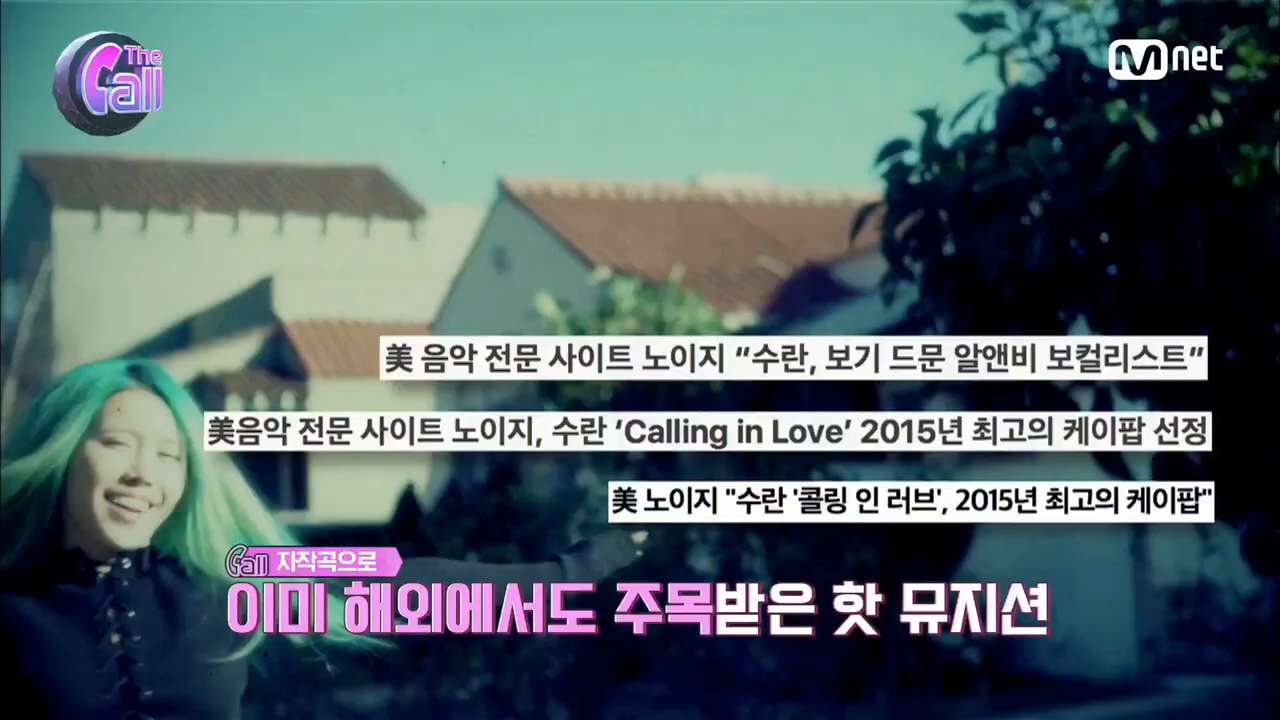 The Call
Mnet
美 음악 전문 사이트 노이지 “수란, 보기 드문 알앤비 보컬리스트”
美음악 전문 사이트 노이지, 수란 ‘Calling in Love’ 2015년 최고의 케이팝 선정
美 노이지 "수란 '콜링 인 러브', 2015년 최고의 케이팝"
Call 자작곡으로
이미 해외에서도 주목받은 핫 뮤지션